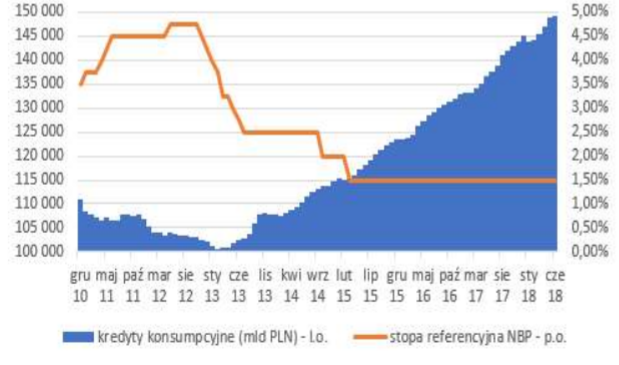 150 000 5,00%
145 000 4,50%
140 000 4,00%
135 000 3,50%
130 000 3,00%
125 000 2,50%
120 000 2,00%
115 000 1,50%
110 000 1,00%
105 000 0,50%
100 000 0,00%
gru maj paź mar sie sty cze lis kwi wrz lut lip gru maj paź mar sie sty cze
10 11 11 12 12 13 13 13 14 14 15 15 15 16 16 17 17 18 18
kredyty konsumpcyjne (mld PLN) - l.o. stopa referencyjna NBP - p.o.